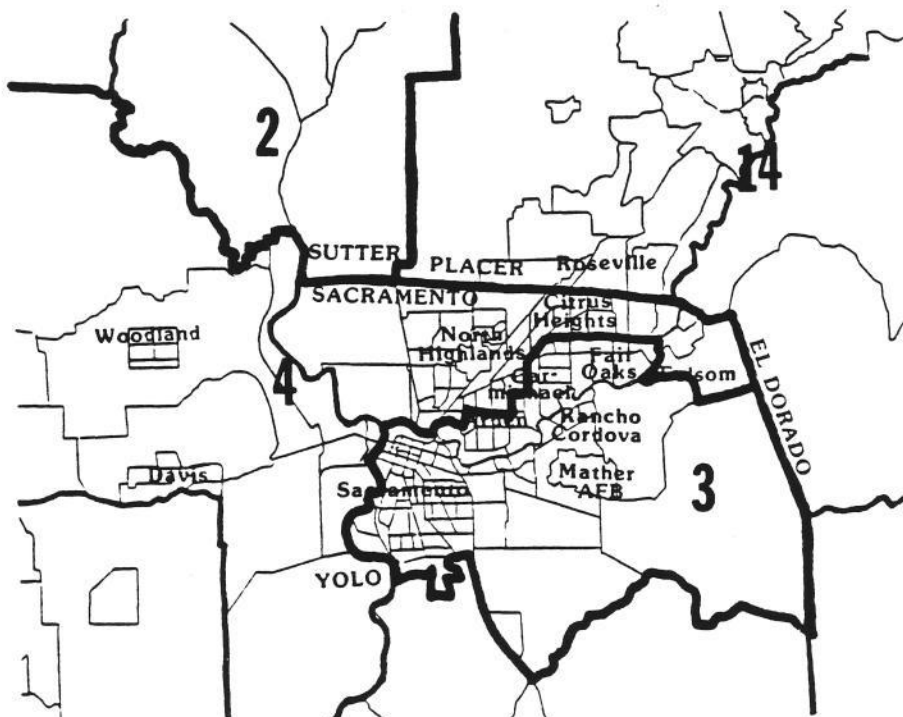 2
14
SUTTER
PLACER
Roseville
SACRAMENTO
Citrus
Heights
Woodland
North
Highlands
Fair
Oaks
Folsom
EL DORADO
4
Car-
michael
Arden
Rancho
Cordova
Davis
Sacramento
Mather
AFB
3
YOLO